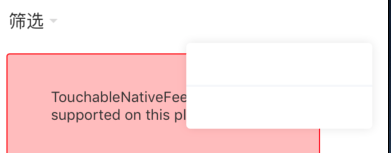 筛选
TouchableNativeFee
supported on this pl